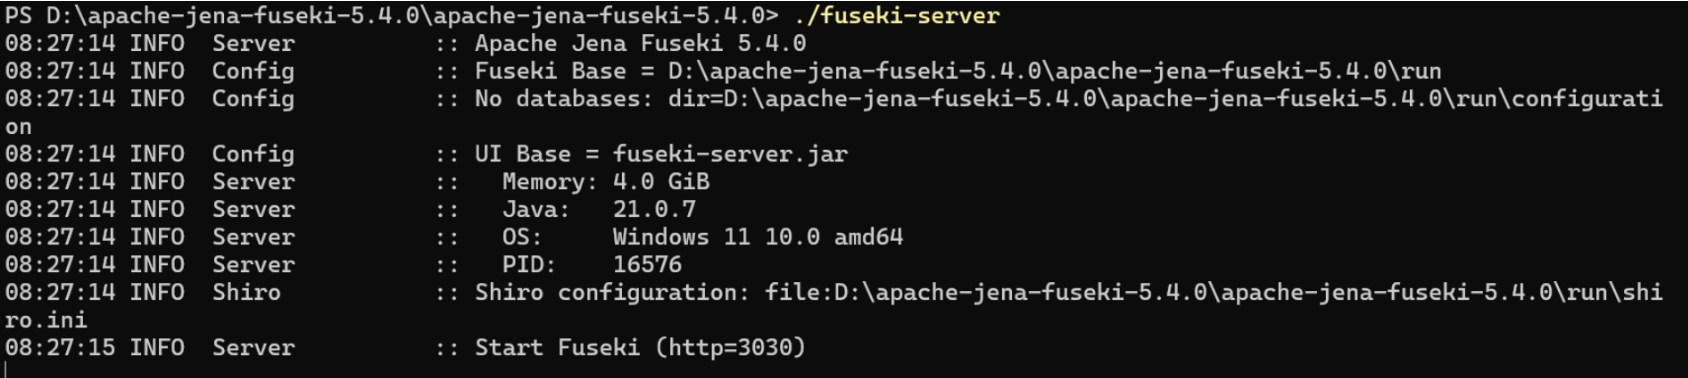 PS D:\apache-jena-fuseki-5.4.0\apache-jena-fuseki-5.4.0> ./fuseki-server
08:27:14 INFO  Server          :: Apache Jena Fuseki 5.4.0
08:27:14 INFO  Config          :: Fuseki Base = D:\apache-jena-fuseki-5.4.0\apache-jena-fuseki-5.4.0\run
08:27:14 INFO  Config          :: No databases: dir=D:\apache-jena-fuseki-5.4.0\apache-jena-fuseki-5.4.0\run\configurati
on
08:27:14 INFO  Config          :: UI Base = fuseki-server.jar
08:27:14 INFO  Server          ::   Memory: 4.0 GiB
08:27:14 INFO  Server          ::   Java:   21.0.7
08:27:14 INFO  Server          ::   OS:     Windows 11 10.0 amd64
08:27:14 INFO  Server          ::   PID:    16576
08:27:14 INFO  Shiro           :: Shiro configuration: file:D:\apache-jena-fuseki-5.4.0\apache-jena-fuseki-5.4.0\run\shi
ro.ini
08:27:15 INFO  Server          :: Start Fuseki (http=3030)